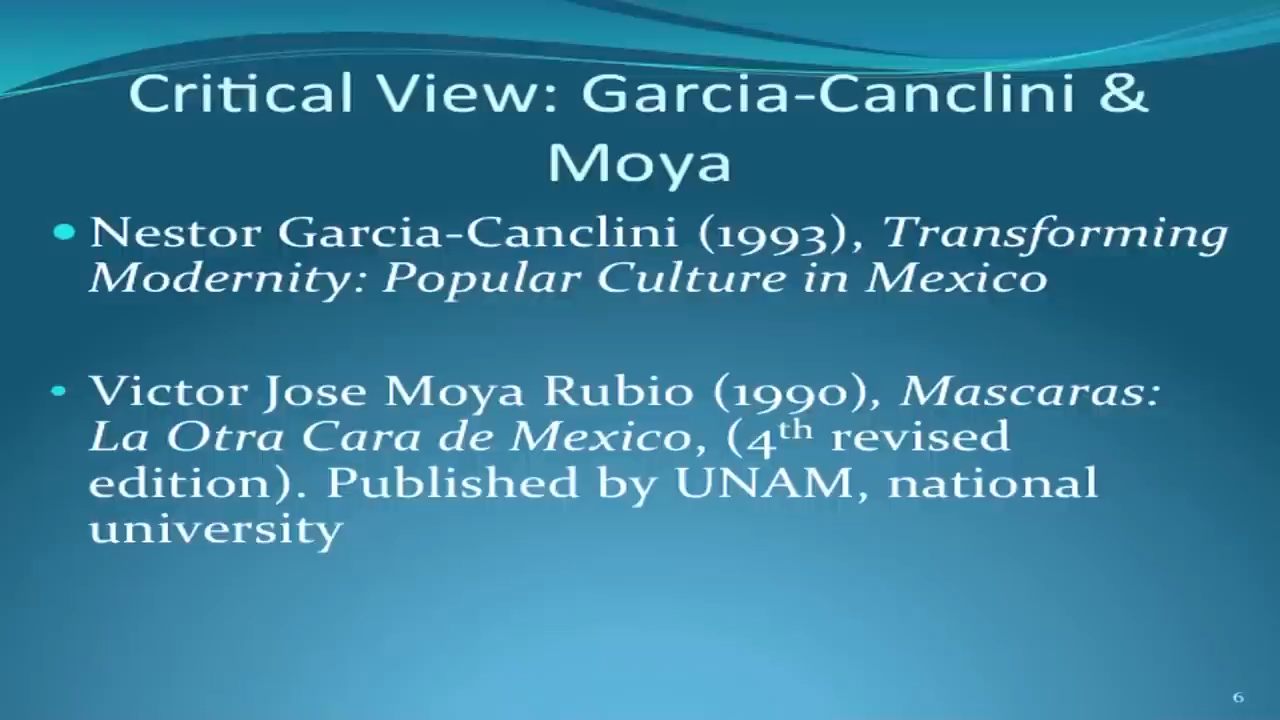 Critical View: Garcia-Canclini &
Moya
• Nestor Garcia-Canclini (1993), Transforming
Modernity: Popular Culture in Mexico
• Victor Jose Moya Rubio (1990), Mascaras:
La Otra Cara de Mexico, (4th revised
edition). Published by UNAM, national
university
6